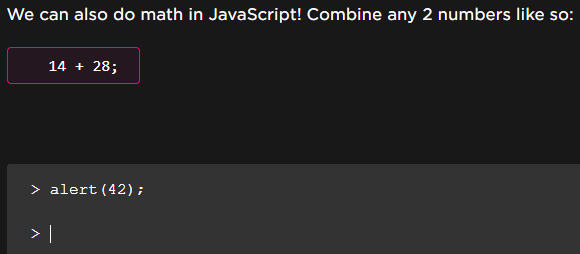 We can also do math in JavaScript! Combine any 2 numbers like so:
14 + 28;
> alert(42);
>